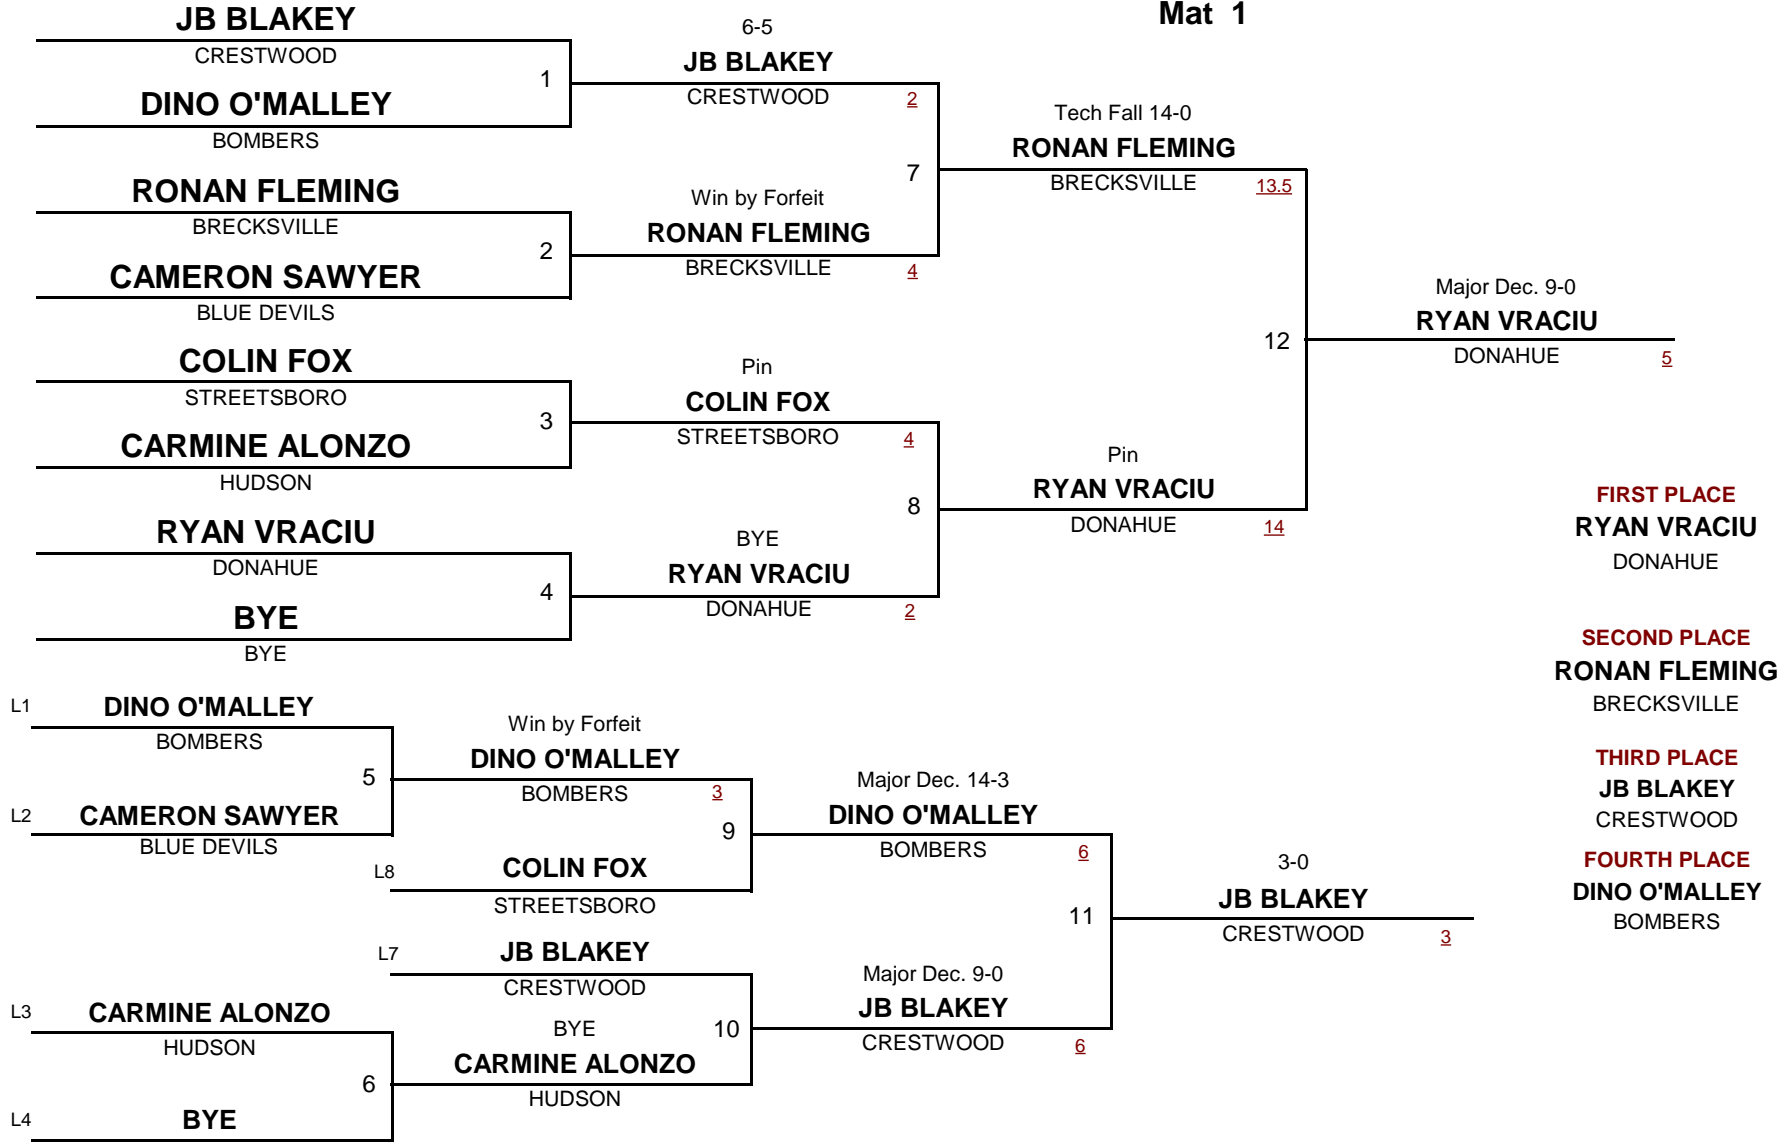 Mat 1
JB BLAKEY
CRESTWOOD
1
DINO O'MALLEY
BOMBERS
RONAN FLEMING
BRECKSVILLE
2
CAMERON SAWYER
BLUE DEVILS
COLIN FOX
STREETSBORO
3
CARMINE ALONZO
HUDSON
RYAN VRACIU
DONAHUE
4
BYE
BYE
6-5
JB BLAKEY
CRESTWOOD 2
7
Win by Forfeit
RONAN FLEMING
BRECKSVILLE 4
Pin
COLIN FOX
STREETSBORO 4
8
BYE
RYAN VRACIU
DONAHUE 2
Tech Fall 14-0
RONAN FLEMING
BRECKSVILLE 13.5
12
Pin
RYAN VRACIU
DONAHUE 14
Major Dec. 9-0
RYAN VRACIU
DONAHUE 5
FIRST PLACE
RYAN VRACIU
DONAHUE
SECOND PLACE
RONAN FLEMING
BRECKSVILLE
THIRD PLACE
JB BLAKEY
CRESTWOOD
FOURTH PLACE
DINO O'MALLEY
BOMBERS
L1 DINO O'MALLEY
BOMBERS
5
L2 CAMERON SAWYER
BLUE DEVILS
Win by Forfeit
DINO O'MALLEY
BOMBERS 3
9
L8 COLIN FOX
STREETSBORO
L7 JB BLAKEY
CRESTWOOD
10
BYE
CARMINE ALONZO
HUDSON
L3 CARMINE ALONZO
HUDSON
6
L4 BYE
Major Dec. 14-3
DINO O'MALLEY
BOMBERS 6
11
Major Dec. 9-0
JB BLAKEY
CRESTWOOD 6
3-0
JB BLAKEY
CRESTWOOD 3